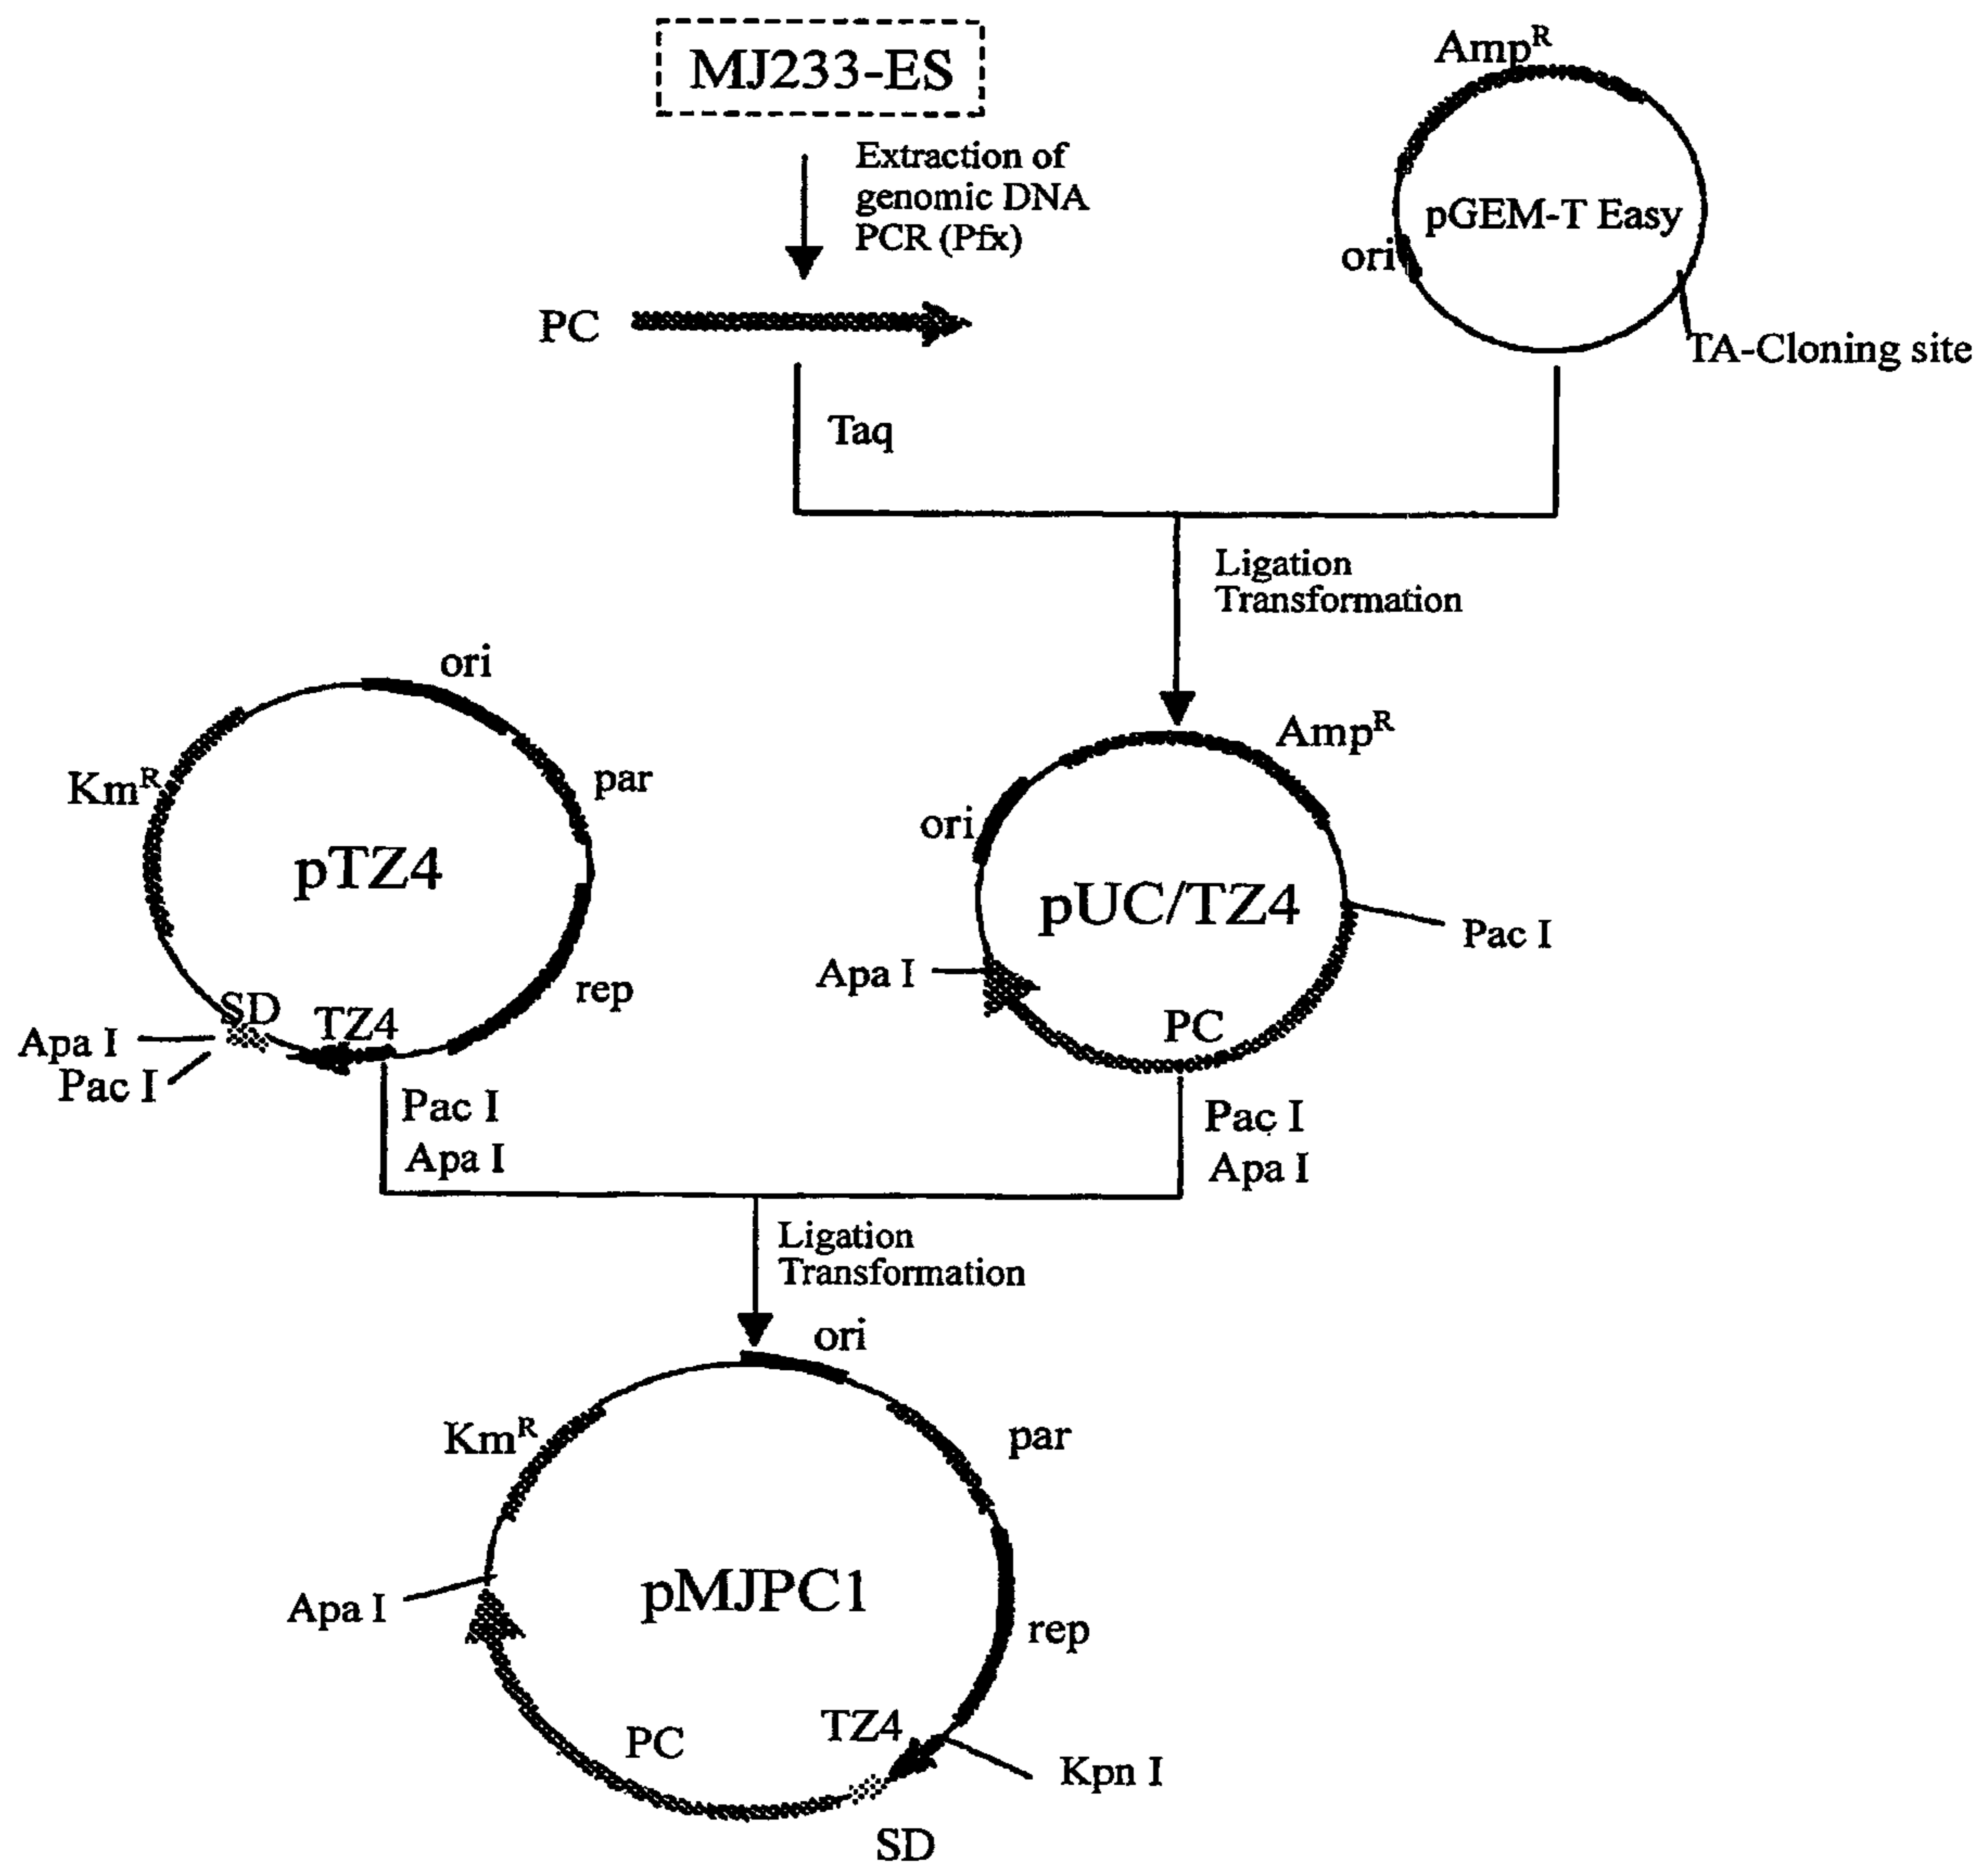 MJ233-ES
Amp^R
Extraction of
genomic DNA
PCR (Pfx)
pGEM-T Easy
ori
PC
TA-Cloning site
Taq
Ligation
Transformation
ori
Km^R
par
pTZ4
rep
SD
TZ4
Apa I
Pac I
Pac I
Apa I
Amp^R
ori
pUC/TZ4
Pac I
Apa I
PC
Pac I
Apa I
Ligation
Transformation
ori
Km^R
par
pMJPC1
Apa I
rep
TZ4
PC
Kpn I
SD